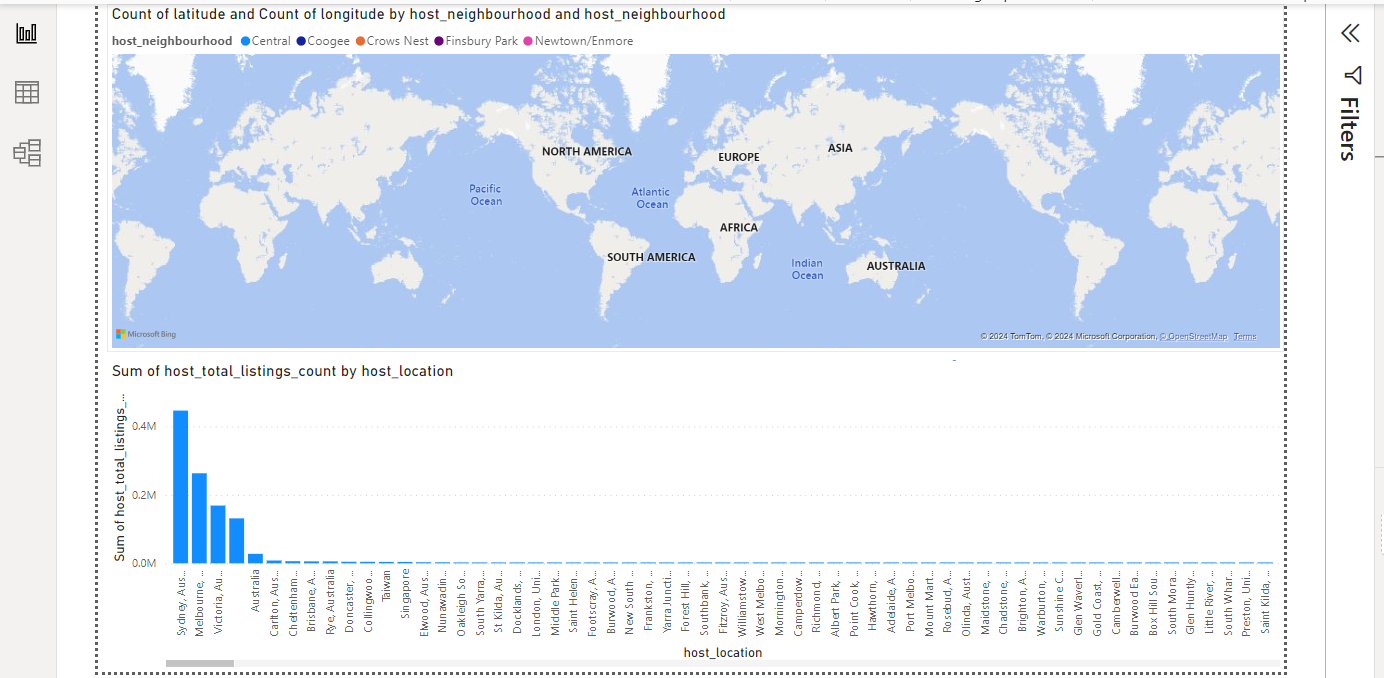 Count of latitude and Count of longitude by host_neighbourhood and host_neighbourhood
host_neighbourhood Central Coogee Crows Nest Finsbury Park Newtown/Enmore
NORTH AMERICA
EUROPE
ASIA
Pacific
Ocean
Atlantic
Ocean
AFRICA
SOUTH AMERICA
Indian
Ocean
AUSTRALIA
Microsoft Bing
© 2024 TomTom, © 2024 Microsoft Corporation, © OpenStreetMap Terms
Sum of host_total_listings_count by host_location
Sum of host_total_listings_...
0.4M
0.2M
0.0M
Sydney, Aus...
Melbourne, ...
Victoria, Au...
Australia
Carlton, Aus...
Cheltenham...
Brisbane, A...
Rye, Australia
Doncaster, ...
Collingwoo...
Taiwan
Singapore
Elwood, Aus...
Nunawadin...
Oakleigh So...
South Yarra,...
St Kilda, Au...
Docklands, ...
London, Uni...
Middle Park...
Saint Helen...
Footscray, A...
Burwood, A...
New South ...
Frankston, ...
Yarra Juncti...
Forest Hill, ...
Southbank, ...
Fitzroy, Aus...
Williamstow...
West Melbo...
Mornington...
Camperdow...
Richmond, ...
Albert Park, ...
Point Cook, ...
Hawthorn, ...
Adelaide, A...
Port Melbo...
Mount Mart...
Rosebud, A...
Olinda, Aust...
Maidstone, ...
Chadstone, ...
Brighton, A...
Warburton, ...
Sunshine C...
Glen Waverl...
Gold Coast, ...
Camberwell...
Burwood Ea...
Box Hill Sou...
South Mora...
Glen Huntly...
Little River, ...
South Whar...
Preston, Uni...
Saint Kilda, ...
host_location
Filters